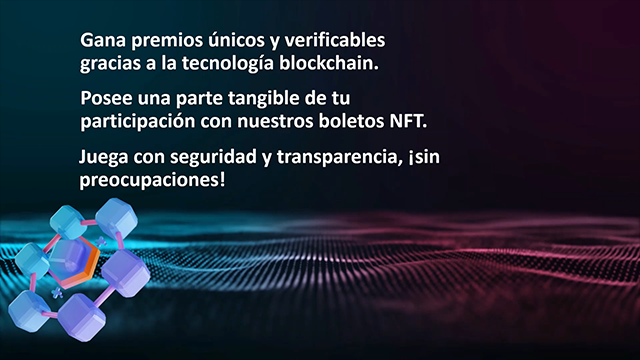 Gana premios únicos y verificables
gracias a la tecnología blockchain.
Posee una parte tangible de tu
participación con nuestros boletos NFT.
Juega con seguridad y transparencia, ¡sin
preocupaciones!